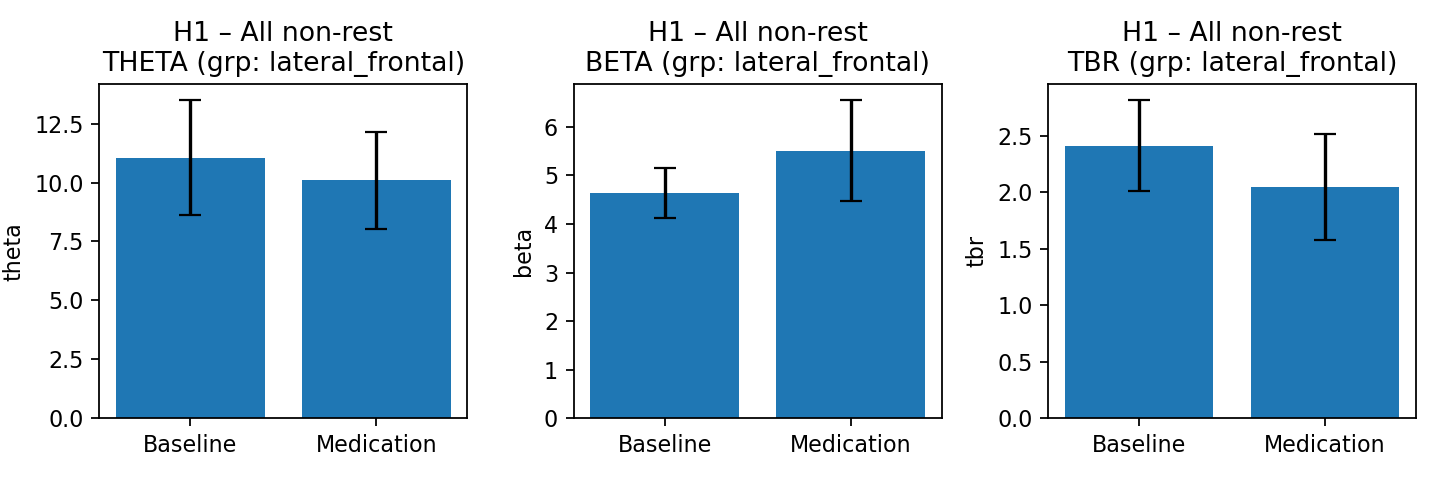 H1 – All non-rest
THETA (grp: lateral_frontal)
theta
12.5
10.0
7.5
5.0
2.5
0.0
Baseline
Medication
H1 – All non-rest
BETA (grp: lateral_frontal)
beta
6
5
4
3
2
1
0
Baseline
Medication
H1 – All non-rest
TBR (grp: lateral_frontal)
tbr
2.5
2.0
1.5
1.0
0.5
0.0
Baseline
Medication